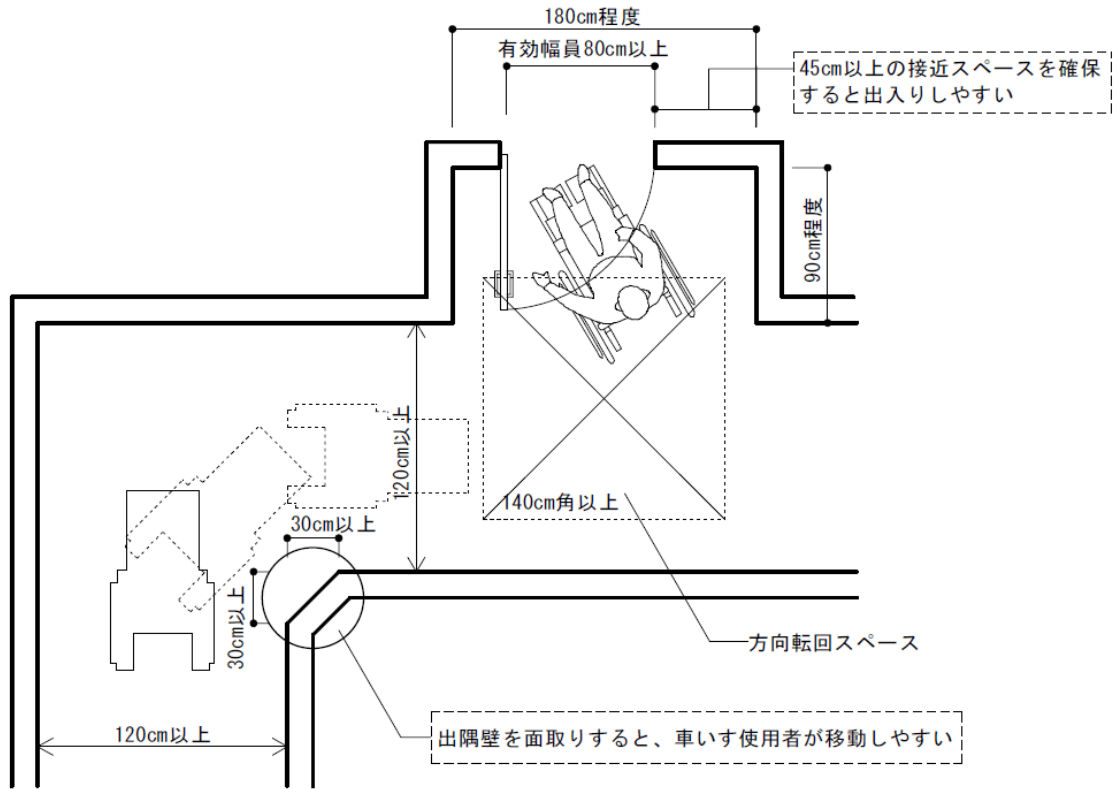 180cm程度
有効幅員80cm以上
45cm以上の接近スペースを確保
すると出入りしやすい
90cm程度
120cm以上
140cm角以上
30cm以上
30cm以上
方向転回スペース
120cm以上
出隅壁を面取りすると、車いす使用者が移動しやすい